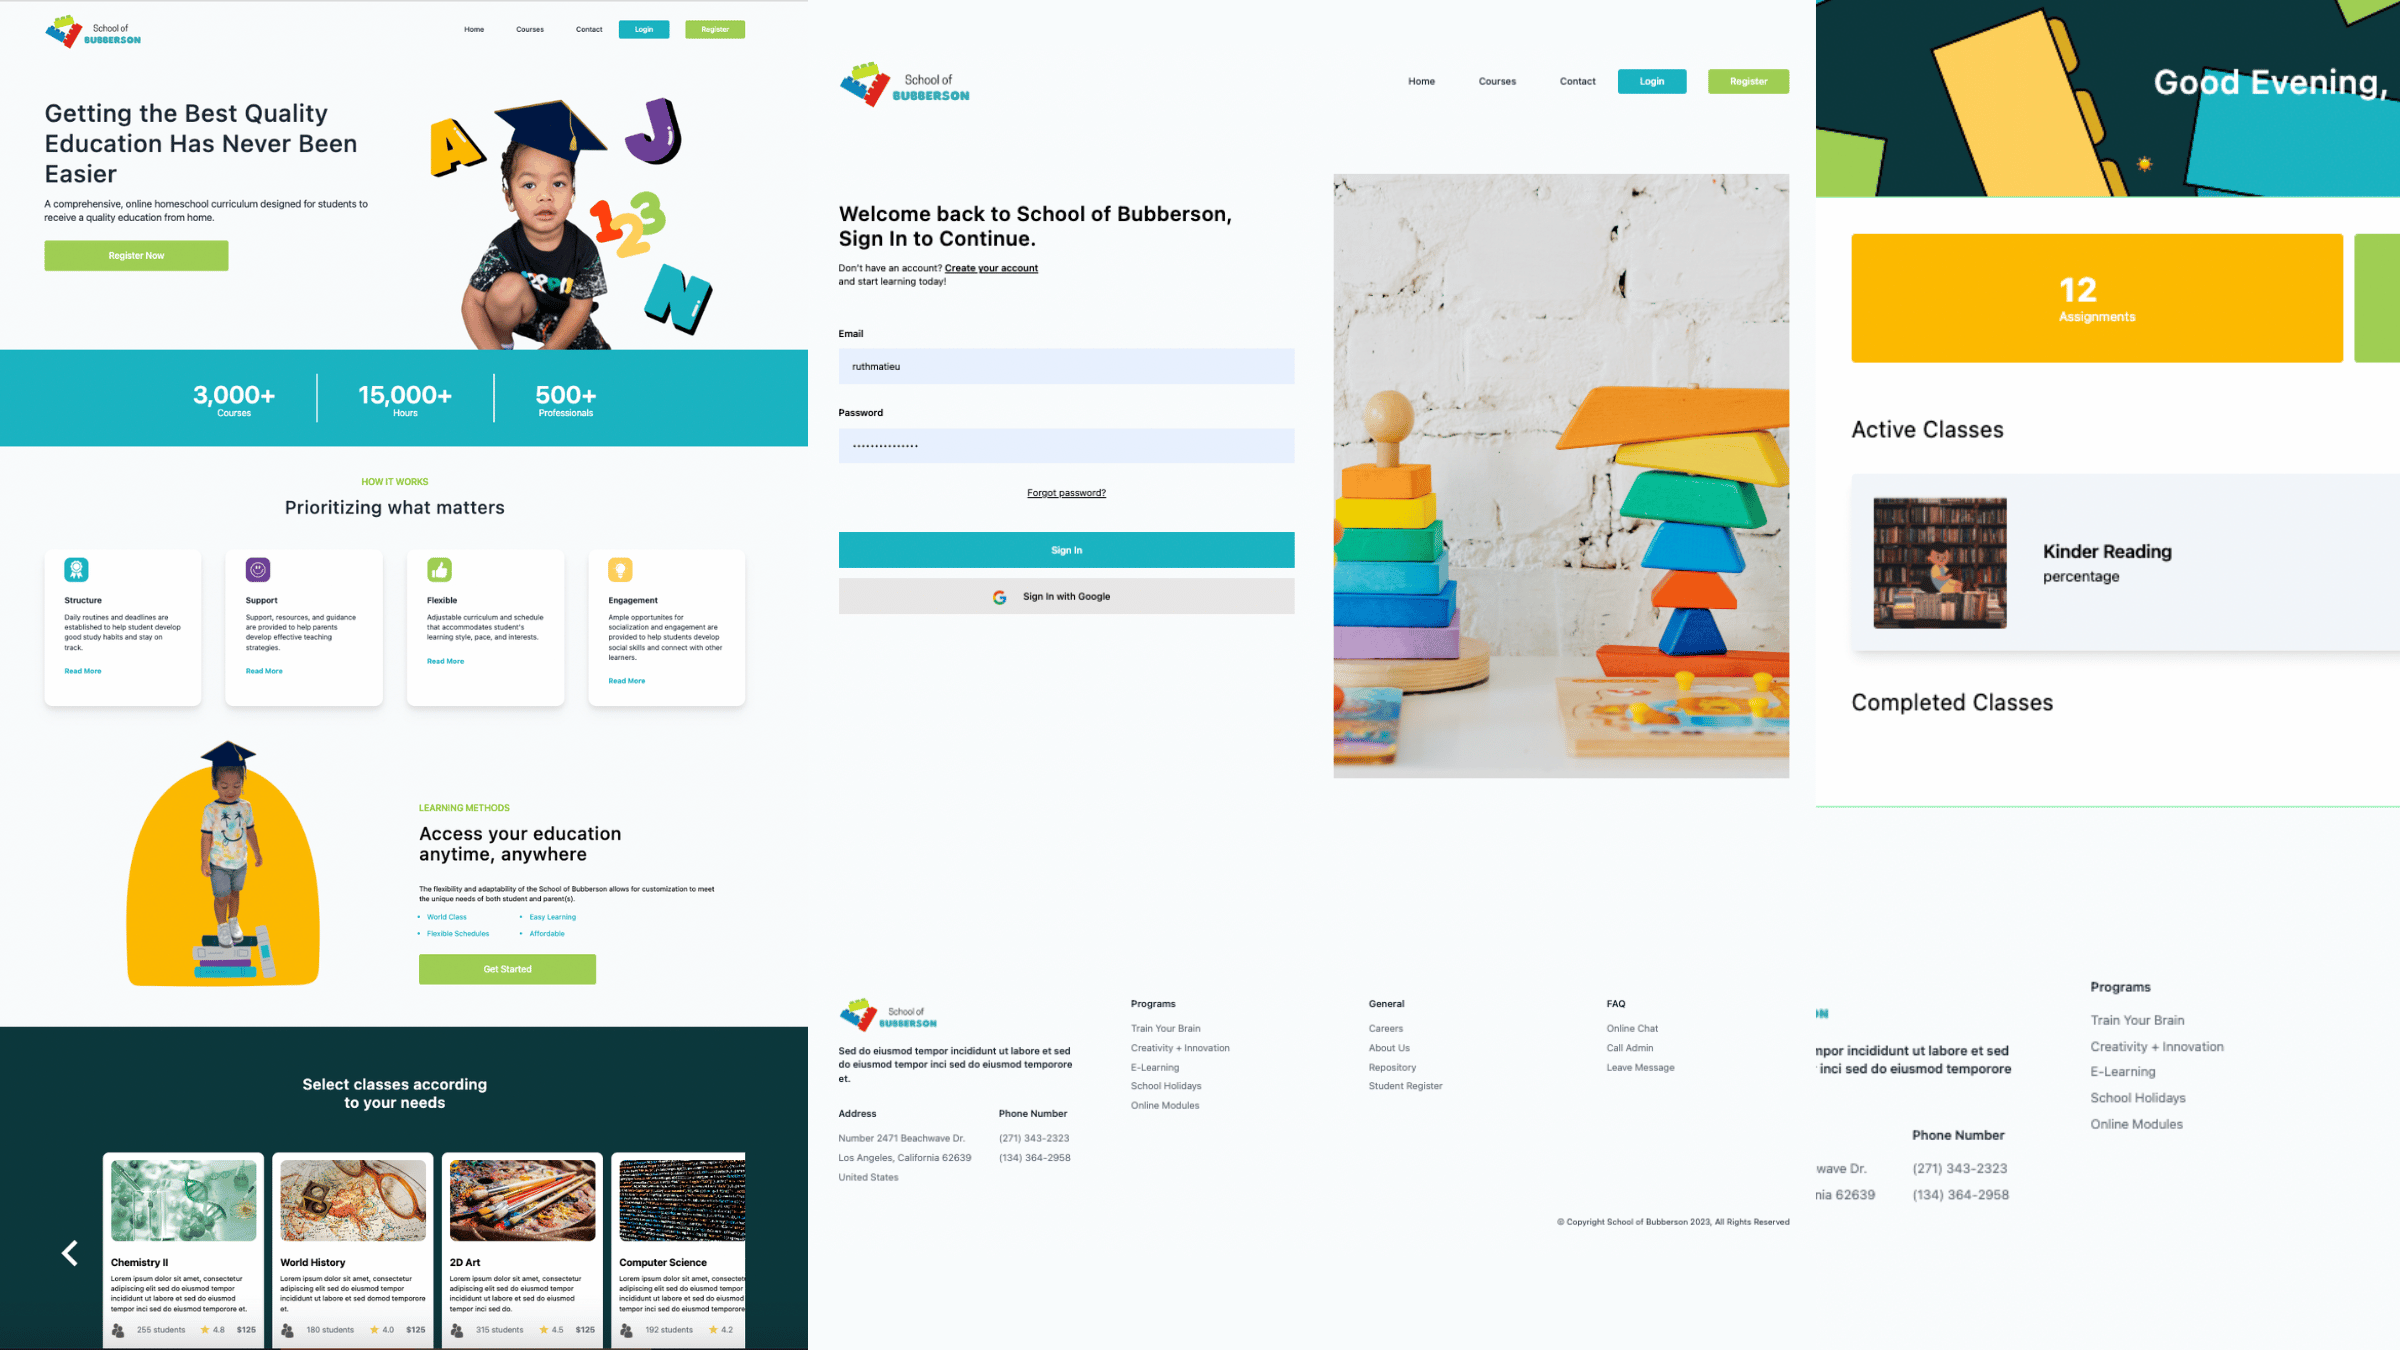 School of
BUBBERSON
Home
Courses
Contact
Login
Register
Getting the Best Quality
Education Has Never Been
Easier
A comprehensive, online homeschool curriculum designed for students to
receive a quality education from home.
Register Now
A
J
123
N
3,000+
Courses
15,000+
Hours
500+
Professionals
HOW IT WORKS
Prioritizing what matters
Structure
Daily routines and deadlines are
established to help student develop
good study habits and stay on
track.
Read More
Support
Support, resources, and guidance
are provided to help parents
develop effective teaching
strategies.
Read More
Flexible
Adjustable curriculum and schedule
that accommodates student's
learning style, pace, and interests.
Read More
Engagement
Ample opportunites for
socialization and engagement are
provided to help students develop
social skills and connect with other
learners.
Read More
LEARNING METHODS
Access your education
anytime, anywhere
The flexibility and adaptability of the School of Bubberson allows for customization to meet
the unique needs of both student and parent(s).
World Class
Easy Learning
Flexible Schedules
Affordable
Get Started
Select classes according
to your needs
Chemistry II
Lorem ipsum dolor sit amet, consectetur
adipiscing elit sed do eiusmod tempor
incididunt ut labore et sed do eiusmod
tempor inci sed do eiusmod temporore et.
255 students
4.8
$125
World History
Lorem ipsum dolor sit amet, consectetur
adipiscing elit sed do eiusmod tempor
incididunt ut labore et sed domod temporore
et.
180 students
4.0
$125
2D Art
Lorem ipsum dolor sit amet, consectetur
adipiscing elit sed do eiusmod tempor
incididunt ut labore et sed do eiusmod
tempor inci sed do.
315 students
4.5
$125
Computer Science
Lorem ipsum dolor sit amet, consectet
adipiscing elit sed do eiusmod tempor
incididunt ut labore et sed do eiusmod
tempor inci sed do eiusmod temporore
192 students
4.2
School of
BUBBERSON
Home
Courses
Contact
Login
Register
Welcome back to School of Bubberson,
Sign In to Continue.
Don't have an account? Create your account
and start learning today!
Email
ruthmatieu
Password
Forgot password?
Sign In
Sign In with Google
School of
BUBBERSON
Sed do eiusmod tempor incididunt ut labore et sed
do eiusmod tempor inci sed do eiusmod temporore
et.
Address
Number 2471 Beachwave Dr.
Los Angeles, California 62639
United States
Phone Number
(271) 343-2323
(134) 364-2958
Programs
Train Your Brain
Creativity + Innovation
E-Learning
School Holidays
Online Modules
General
Careers
About Us
Repository
Student Register
FAQ
Online Chat
Call Admin
Leave Message
© Copyright School of Bubberson 2023, All Rights Reserved
Good Evening,
12
Assignments
Active Classes
Kinder Reading
percentage
Completed Classes
ON
mpor incididunt ut labore et sed
inci sed do eiusmod temporore
wave Dr.
nia 62639
Phone Number
(271) 343-2323
(134) 364-2958
Programs
Train Your Brain
Creativity + Innovation
E-Learning
School Holidays
Online Modules